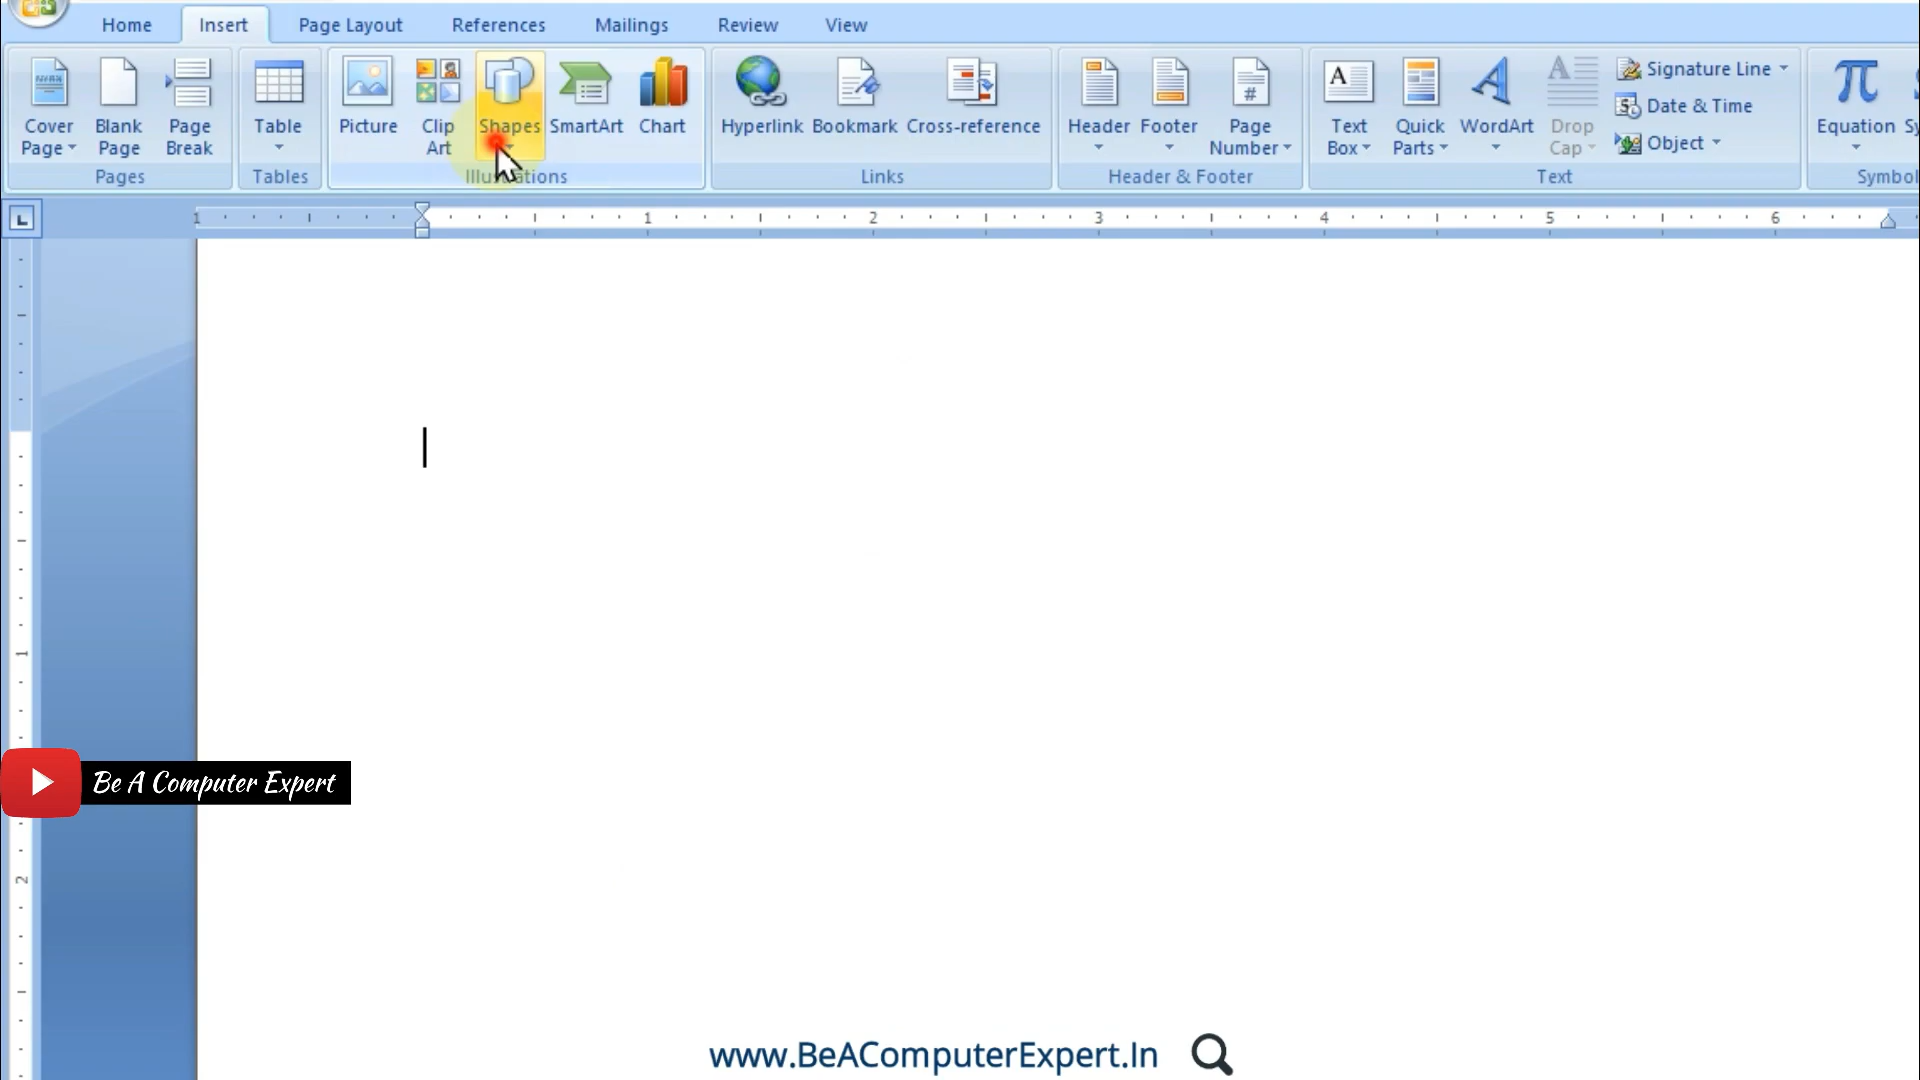 Home Insert Page Layout References Mailings Review View
Cover Page
Blank Page
Page Break
Pages
Table
Tables
Picture
Clip Art
Shapes
SmartArt
Chart
Illustrations
Hyperlink
Bookmark
Cross-reference
Links
Header
Footer
Page Number
Header & Footer
Text Box
Quick Parts
WordArt
Drop Cap
Signature Line
Date & Time
Object
Text
Equation
1 1 2 3 4 5 6
1
2
Be A Computer Expert
www.BeAComputerExpert.In